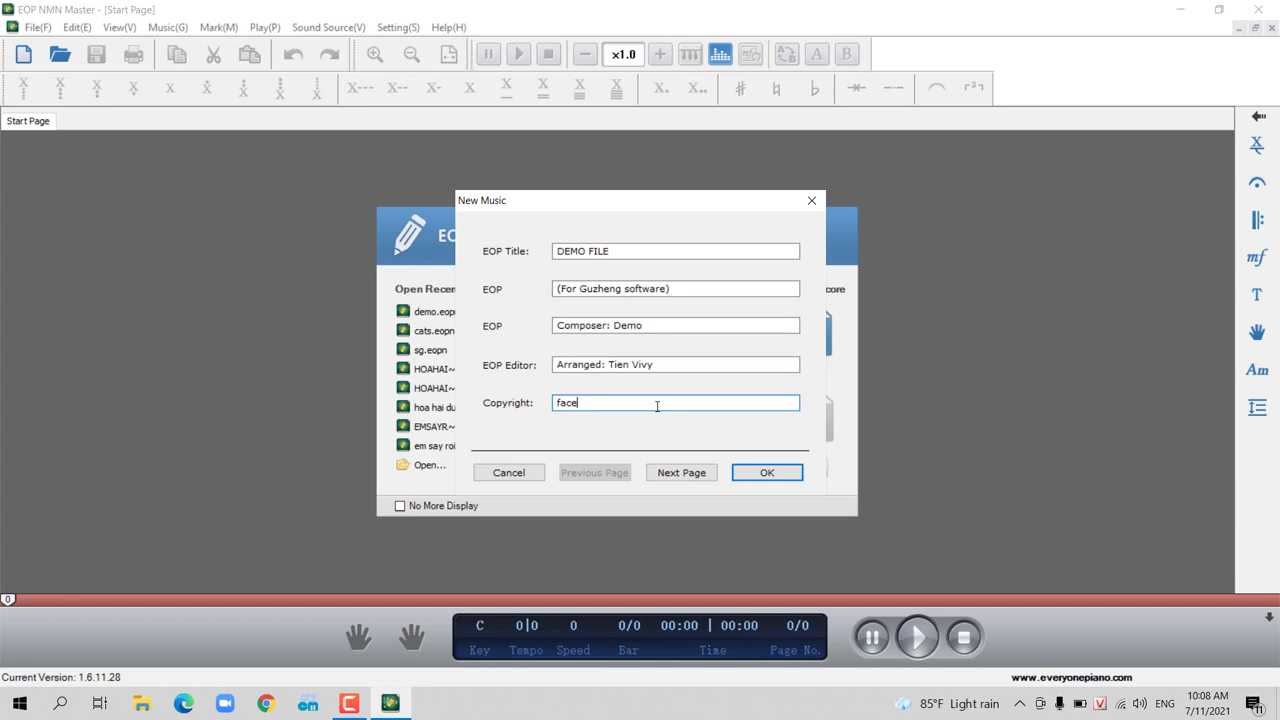 EOP NMN Master - [Start Page]
File(F) Edit(E) View(V) Music(G) Mark(M) Play(P) Sound Source(V) Setting(S) Help(H)
x1.0
A B
X--- X-- X- X X X X X X. X..
Start Page
New Music
EOP Title: DEMO FILE
EOP (For Guzheng software)
EOP Composer: Demo
EOP Editor: Arranged: Tien Vivy
Copyright: face
Cancel Previous Page Next Page OK
Open Recen
demo.eopn
cats.eopn
sg.eopn
HOAHAI~
HOAHAI~
hoa hai du
EMSAYR~
em say roi
Open...
No More Display
mf
T
Am
0
C 0|0 0 0/0 00:00 | 00:00 0/0
Key Tempo Speed Bar Time Page No.
Current Version: 1.6.11.28
www.everyonepiano.com
85°F Light rain
ENG
10:08 AM
7/11/2021
11